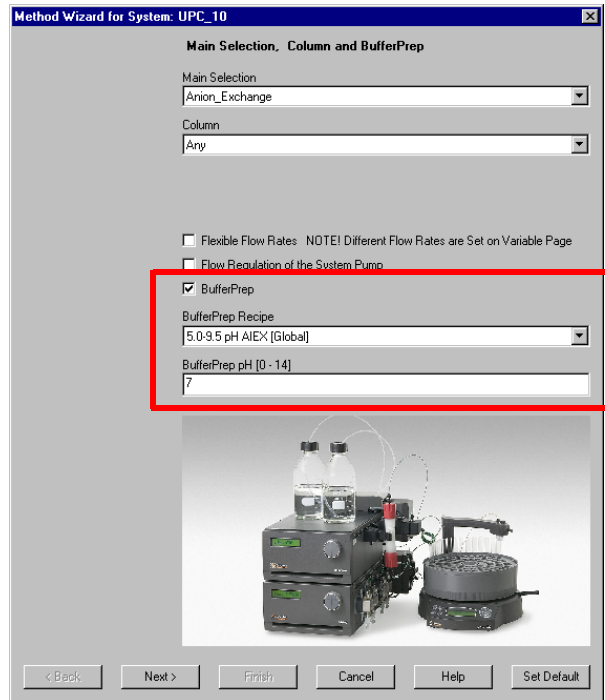 Method Wizard for System: UPC_10
Main Selection, Column and BufferPrep
Main Selection
Anion_Exchange
Column
Any
Flexible Flow Rates NOTE! Different Flow Rates are Set on Variable Page
Flow Regulation of the System Pump
BufferPrep
BufferPrep Recipe
5.0-9.5 pH AIEX [Global]
BufferPrep pH [0 - 14]
7
< Back
Next >
Finish
Cancel
Help
Set Default